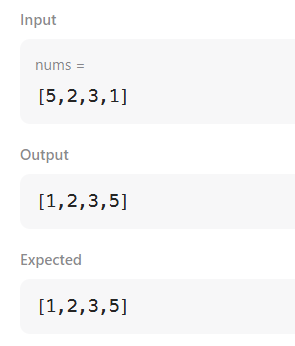 Input
nums =
[5,2,3,1]
Output
[1,2,3,5]
Expected
[1,2,3,5]